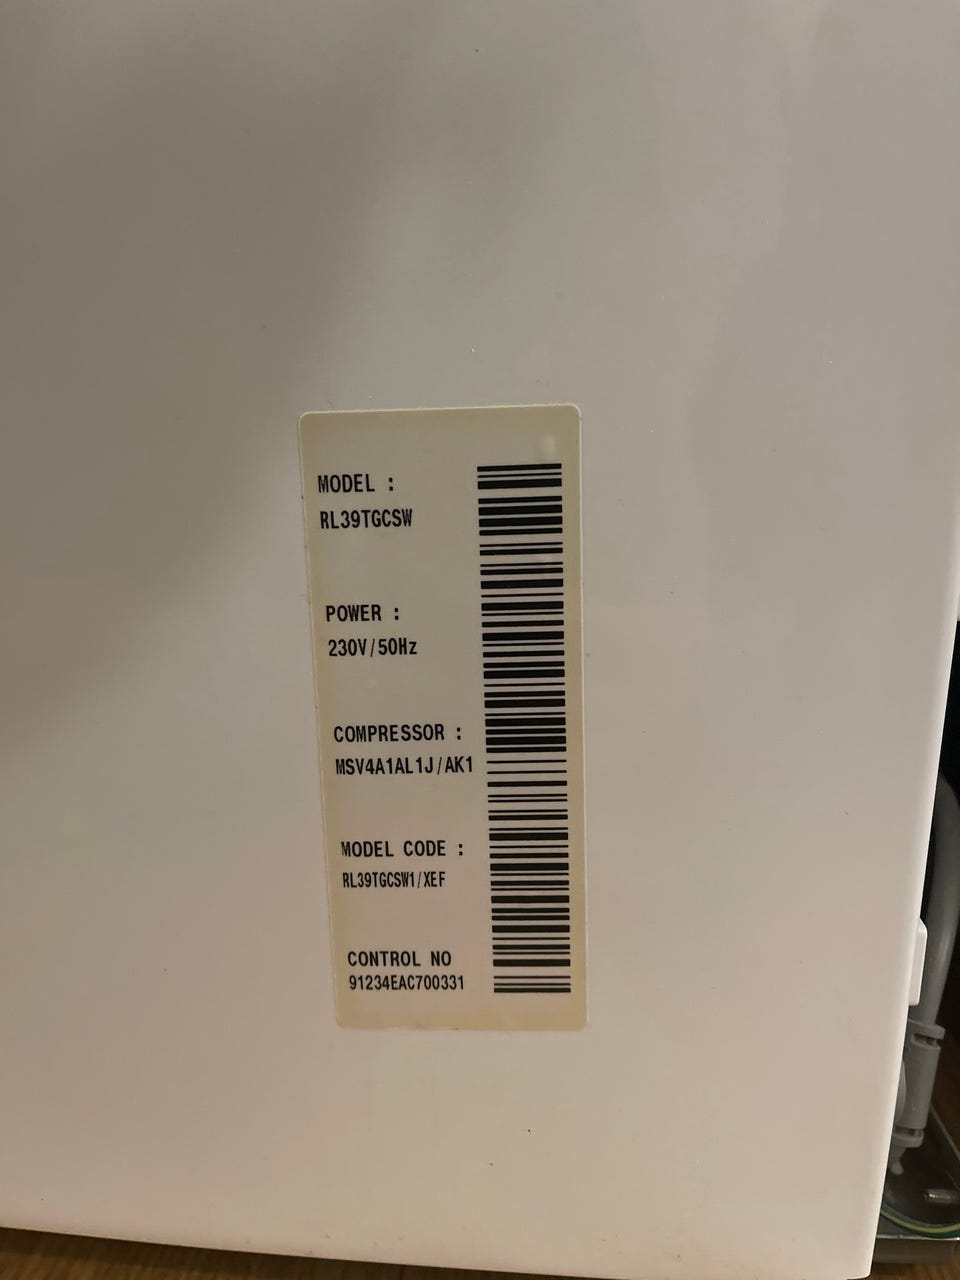 MODEL :
RL39TGCSW
POWER :
230V/50Hz
COMPRESSOR :
MSV4A1AL1J/AK1
MODEL CODE :
RL39TGCSW1/XEF
CONTROL NO
91234EAC700331